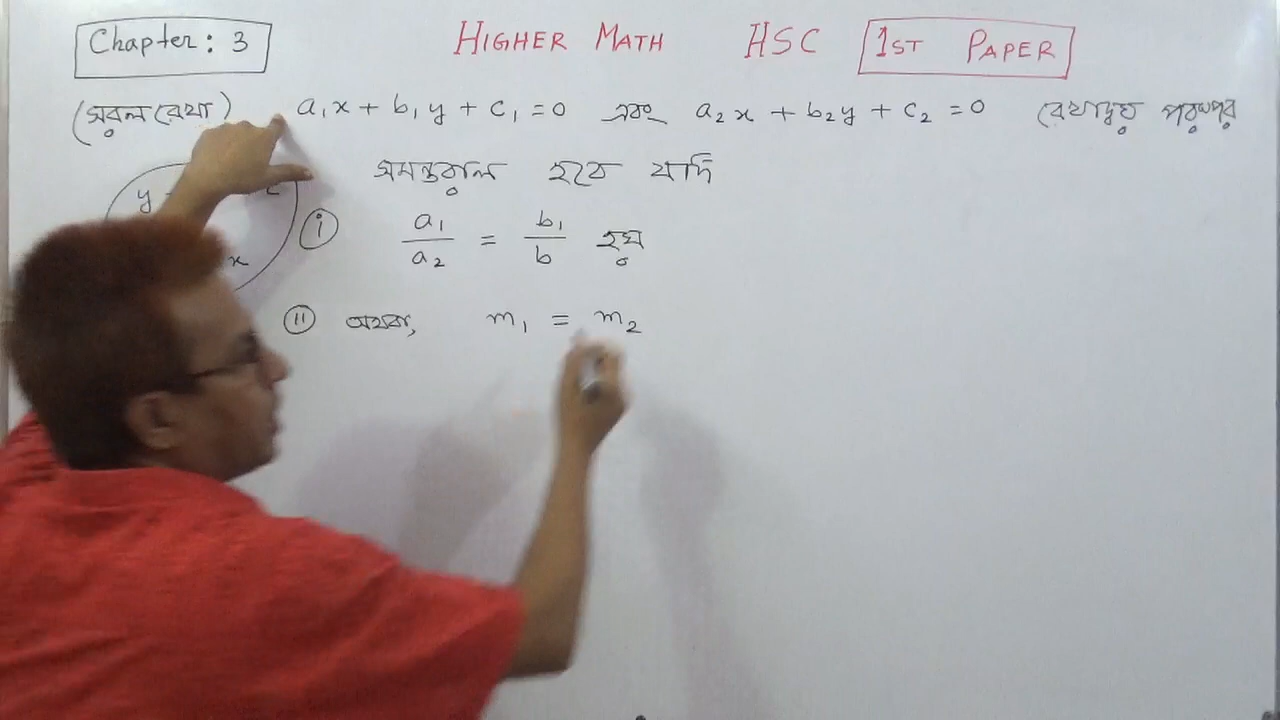 Chapter: 3 HIGHER MATH HSC 1ST PAPER
(সরল রেখা) a₁x + b₁y + c₁ = 0 এবং a₂x + b₂y + c₂ = 0 রেখাদ্বয় পরস্পর
সমান্তরাল হবে যদি
y
i a₁/a₂ = b₁/b হয়
x
ii অথবা, m₁ = m₂